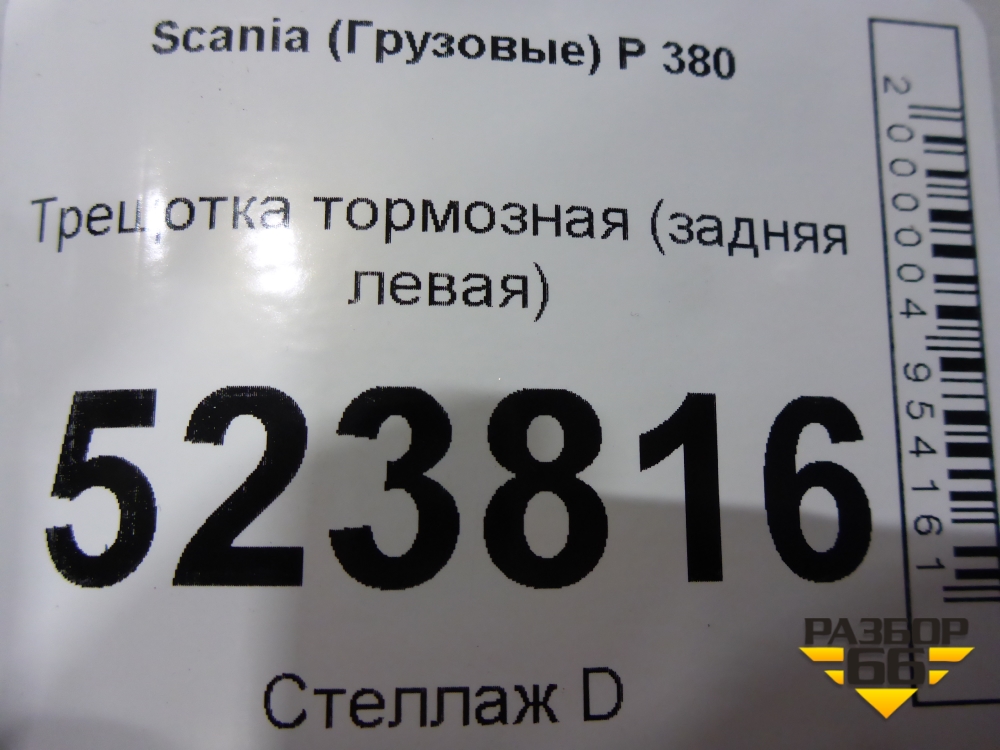 Scania (Грузовые) P 380
Трещотка тормозная (задняя
левая)
523816
Стеллаж D
2000004954161
РАЗБОР
66